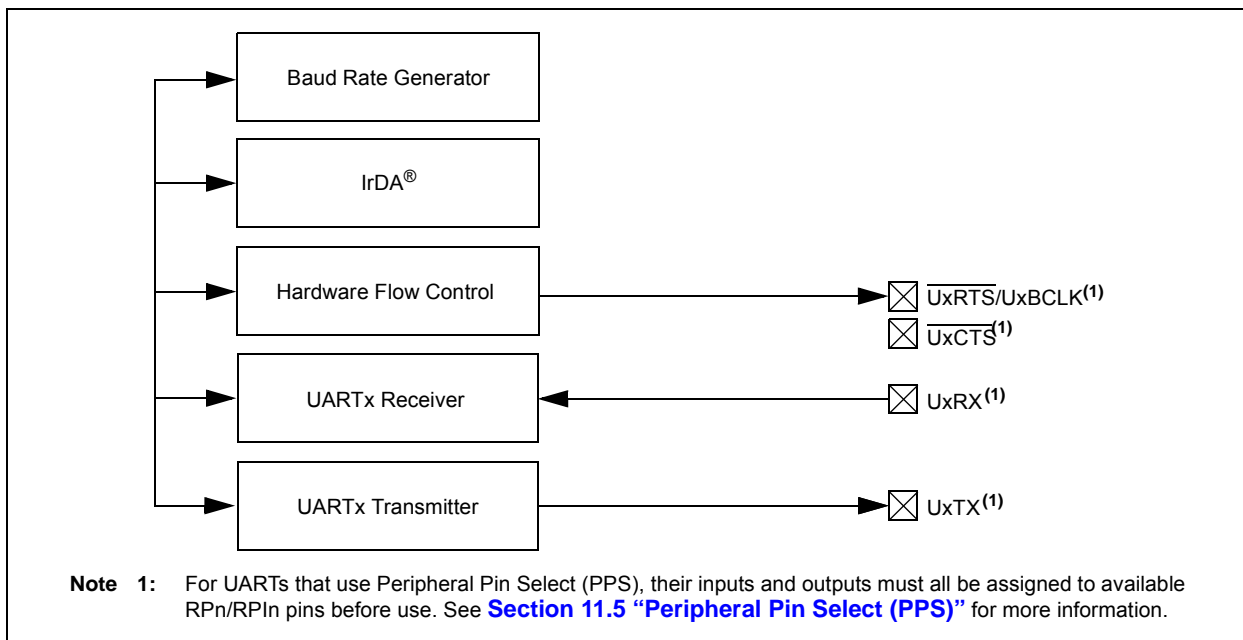 Baud Rate Generator
IrDA®
Hardware Flow Control
UxRTS/UxBCLK(1)
UxCTS(1)
UARTx Receiver
UxRX(1)
UARTx Transmitter
UxTX(1)
Note 1: For UARTs that use Peripheral Pin Select (PPS), their inputs and outputs must all be assigned to available
RPn/RPIn pins before use. See Section 11.5 “Peripheral Pin Select (PPS)” for more information.